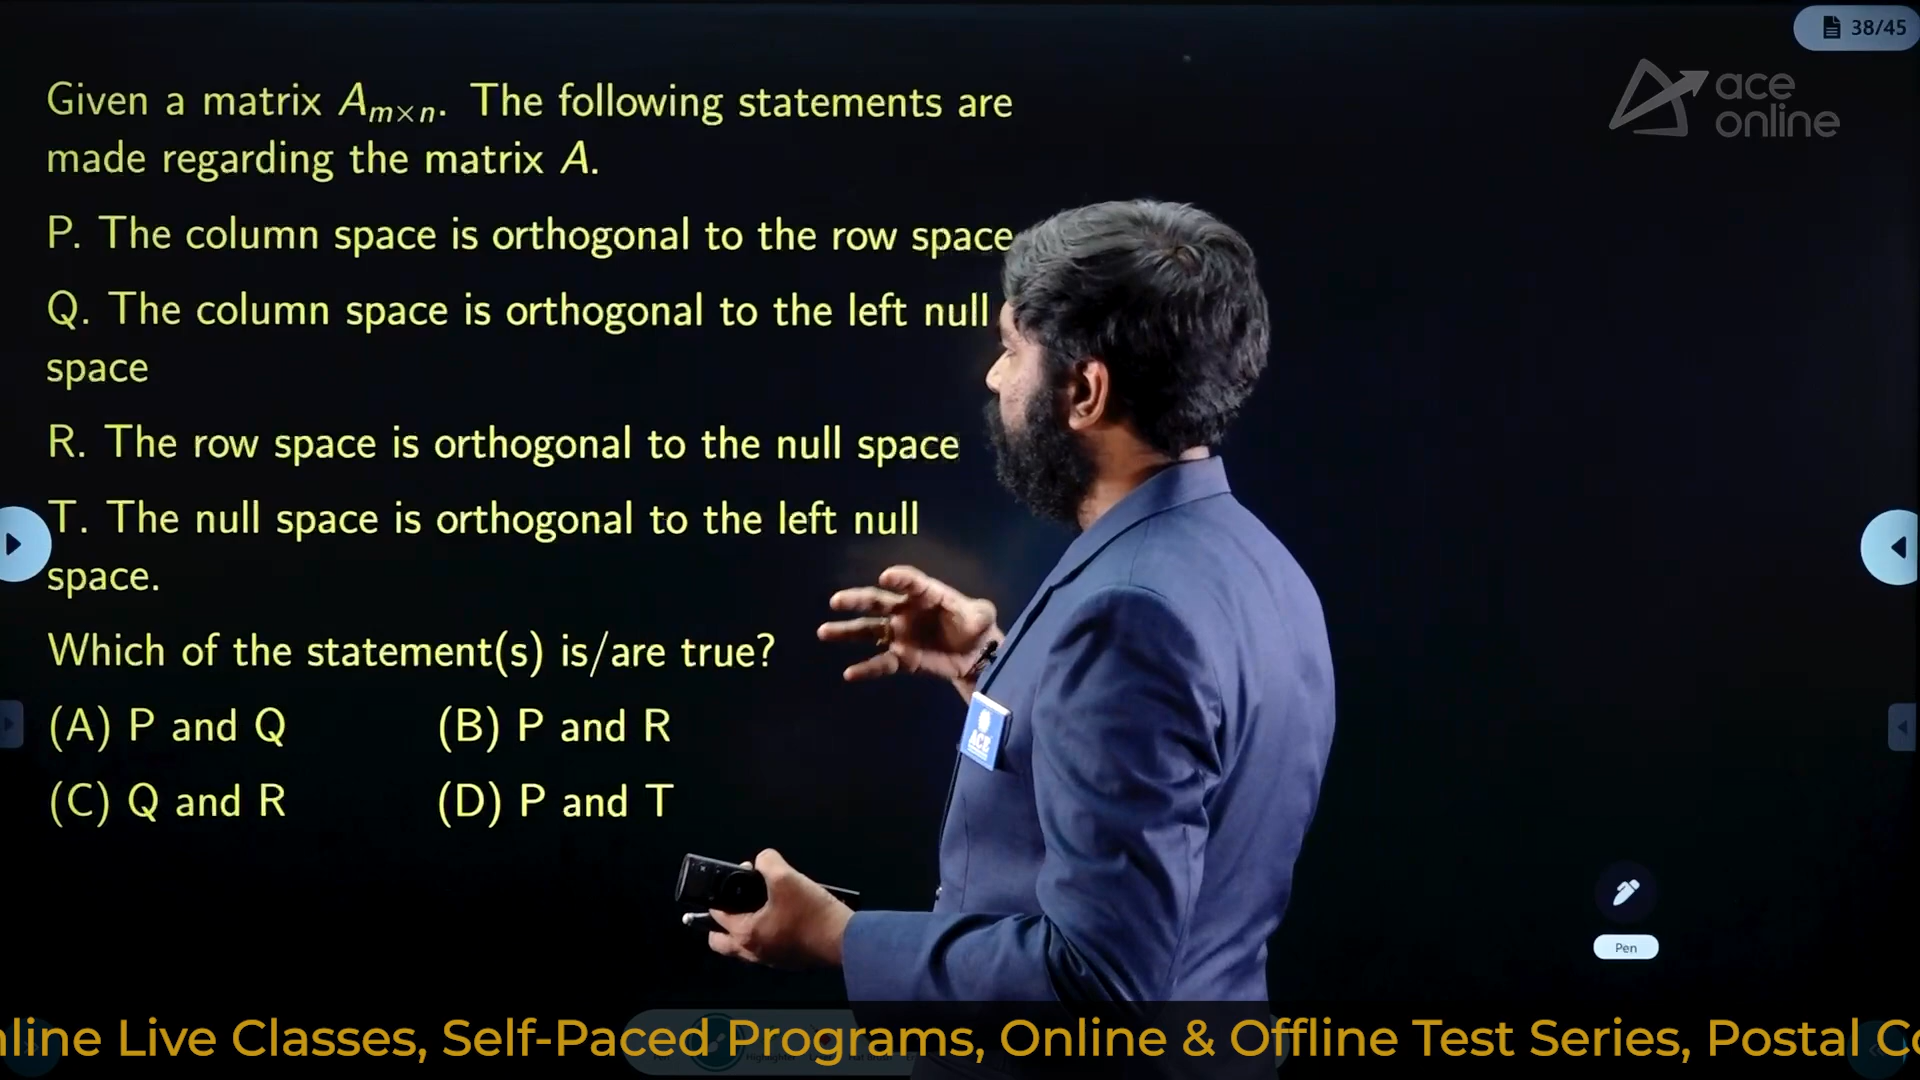 38/45
ace
online
Given a matrix A_{m×n}. The following statements are
made regarding the matrix A.
P. The column space is orthogonal to the row space
Q. The column space is orthogonal to the left null
space
R. The row space is orthogonal to the null space
T. The null space is orthogonal to the left null
space.
Which of the statement(s) is/are true?
(A) P and Q (B) P and R
(C) Q and R (D) P and T
ACE
Pen
Live Classes, Self-Paced Programs, Online & Offline Test Series, Postal